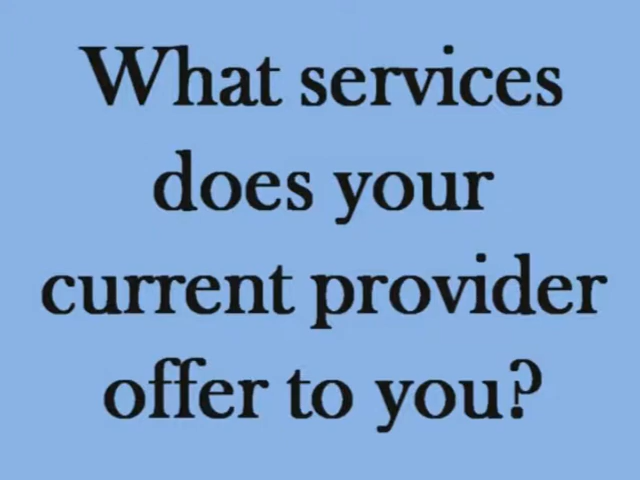 What services
does your
current provider
offer to you?